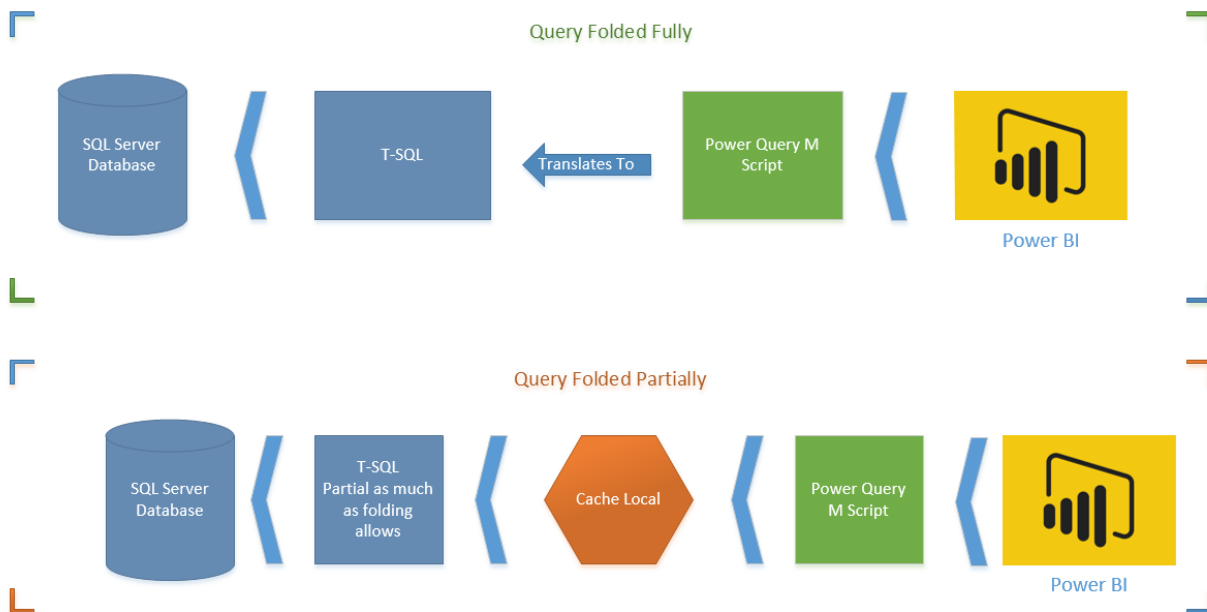 Query Folded Fully
SQL Server
Database
T-SQL
Translates To
Power Query M
Script
Power BI
Query Folded Partially
SQL Server
Database
T-SQL
Partial as much
as folding
allows
Cache Local
Power Query
M Script
Power BI